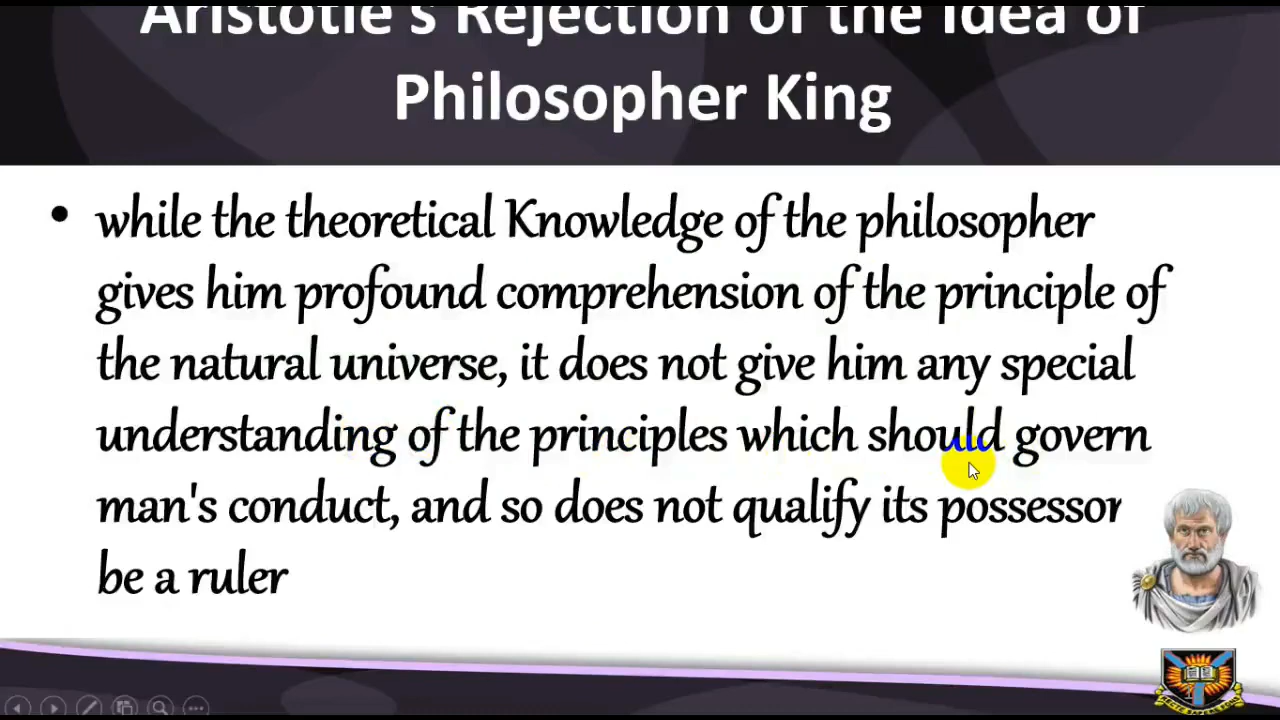 Aristotle's Rejection of the Idea of
Philosopher King
• while the theoretical Knowledge of the philosopher
gives him profound comprehension of the principle of
the natural universe, it does not give him any special
understanding of the principles which should govern
man's conduct, and so does not qualify its possessor
be a ruler